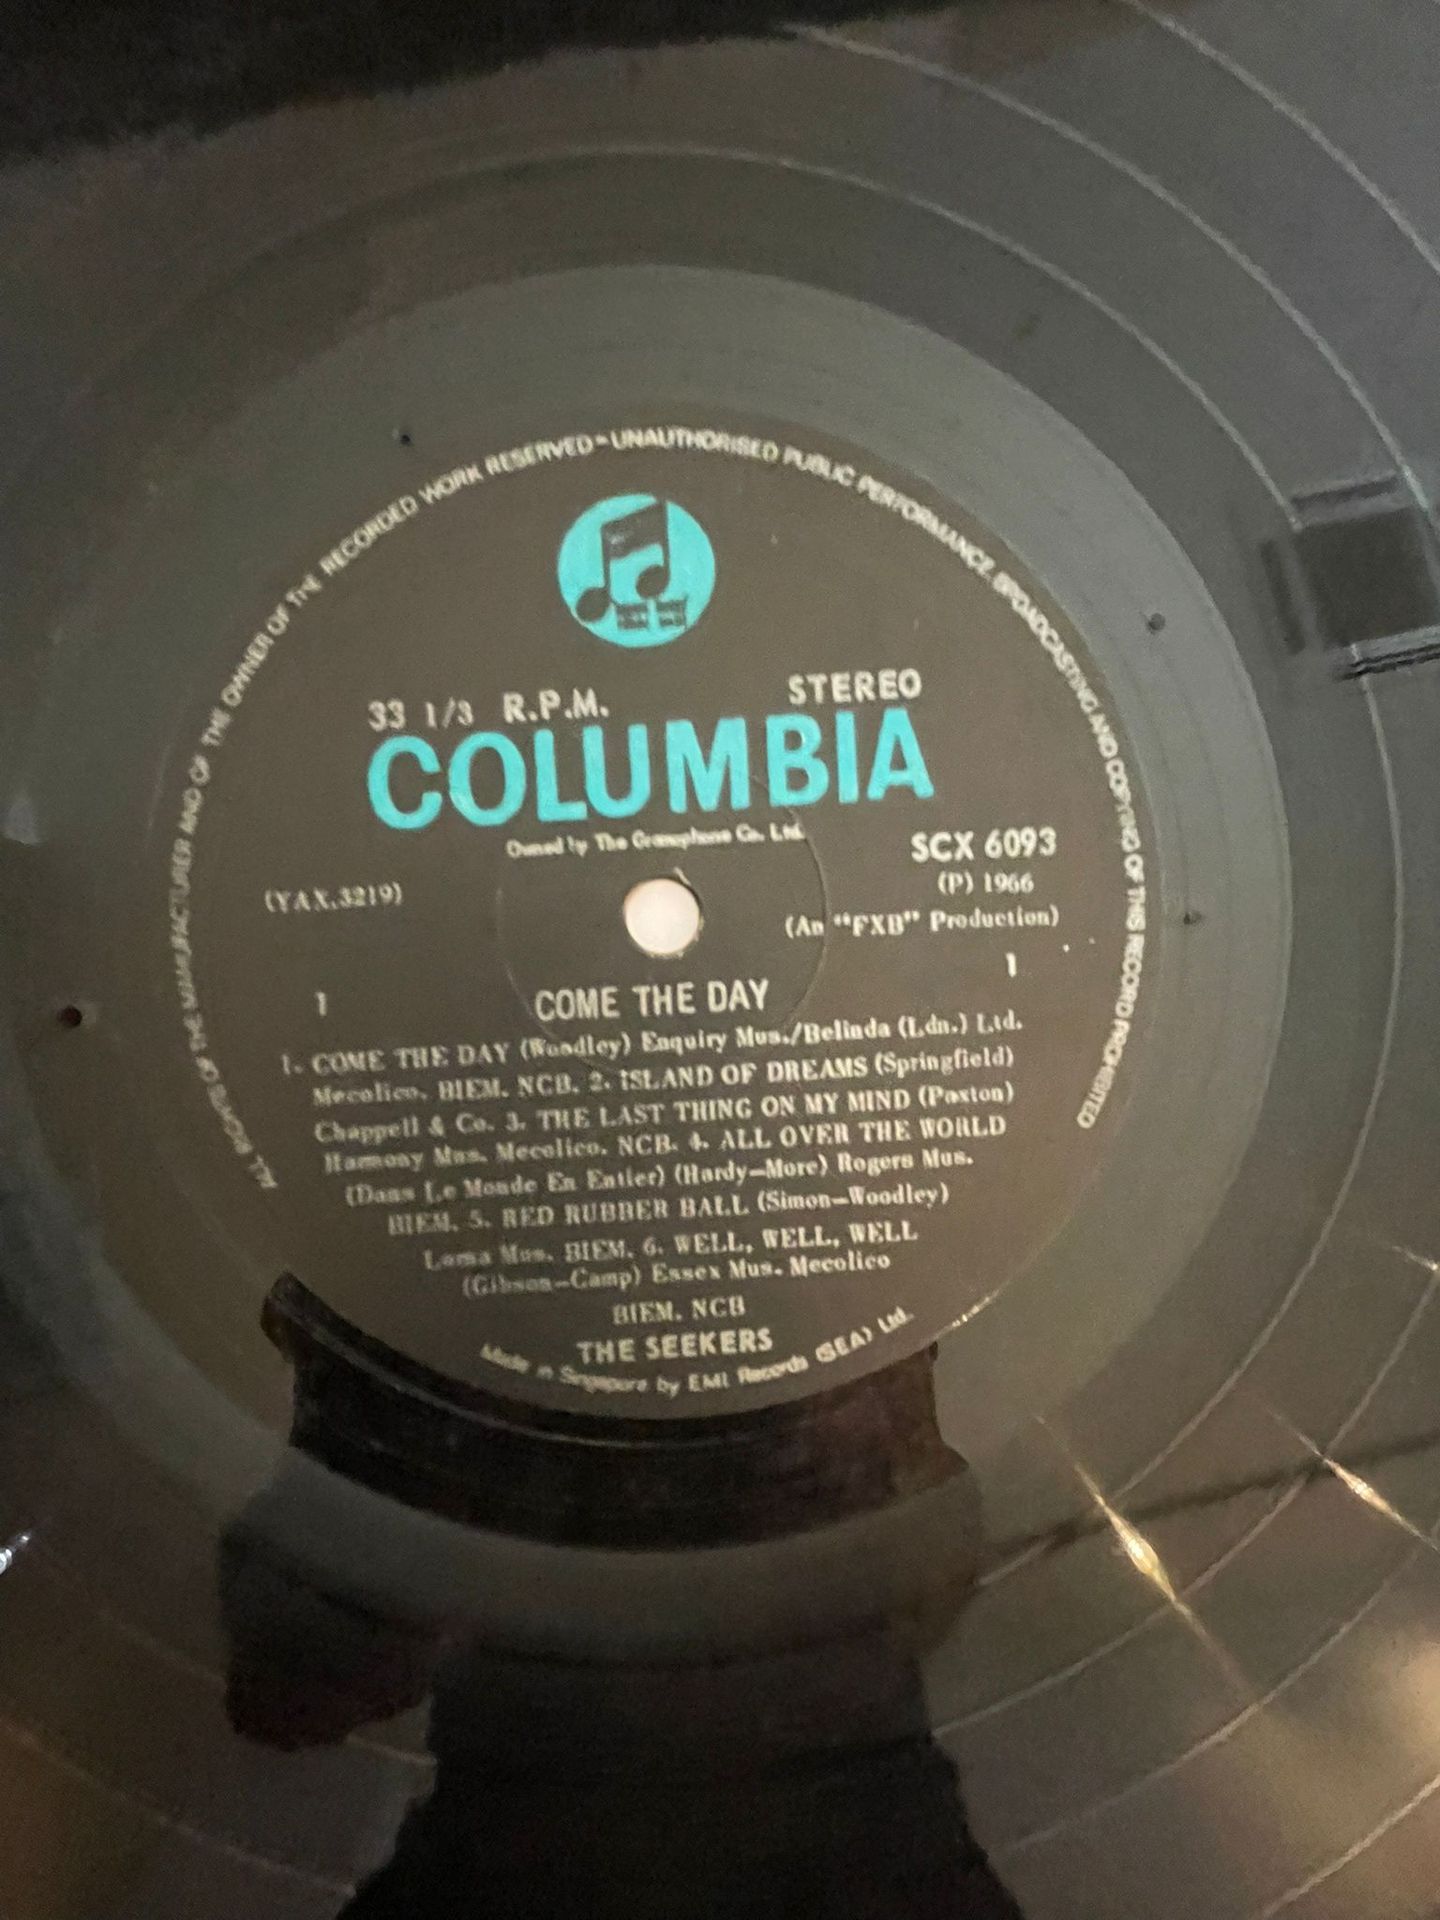 ALL RIGHTS OF THE MANUFACTURER AND OF THE OWNER OF THE RECORDED WORK RESERVED - UNAUTHORISED PUBLIC PERFORMANCE, BROADCASTING AND COPYING OF THIS RECORD PROHIBITED
33 1/3 R.P.M. STEREO
COLUMBIA
Owned by The Gramophone Co. Ltd.
SCX 6093
(YAX.3219) (P) 1966
(An "FXB" Production)
1 1
COME THE DAY
1. COME THE DAY (Woodley) Enquiry Mus./Belinda (Ldn.) Ltd.
Mecolico. BIEM. NCB. 2. ISLAND OF DREAMS (Springfield)
Chappell & Co. 3. THE LAST THING ON MY MIND (Paxton)
Harmony Mus. Mecolico. NCB. 4. ALL OVER THE WORLD
(Dans Le Monde En Entier) (Hardy-More) Rogers Mus.
BIEM. 5. RED RUBBER BALL (Simon-Woodley)
Lorna Mus. BIEM. 6. WELL, WELL, WELL
(Gibson-Camp) Essex Mus. Mecolico
BIEM. NCB
THE SEEKERS
Made in Singapore by EMI Records (SEA) Ltd.